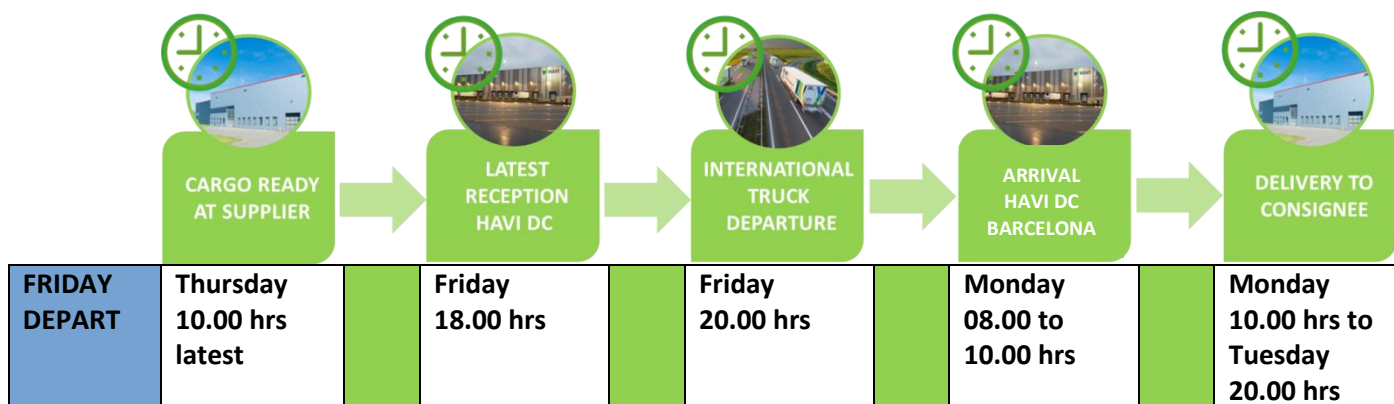 CARGO READY
AT SUPPLIER
LATEST
RECEPTION
HAVI DC
INTERNATIONAL
TRUCK
DEPARTURE
ARRIVAL
HAVI DC
BARCELONA
DELIVERY TO
CONSIGNEE
FRIDAY
DEPART
Thursday
10.00 hrs
latest
Friday
18.00 hrs
Friday
20.00 hrs
Monday
08.00 to
10.00 hrs
Monday
10.00 hrs to
Tuesday
20.00 hrs